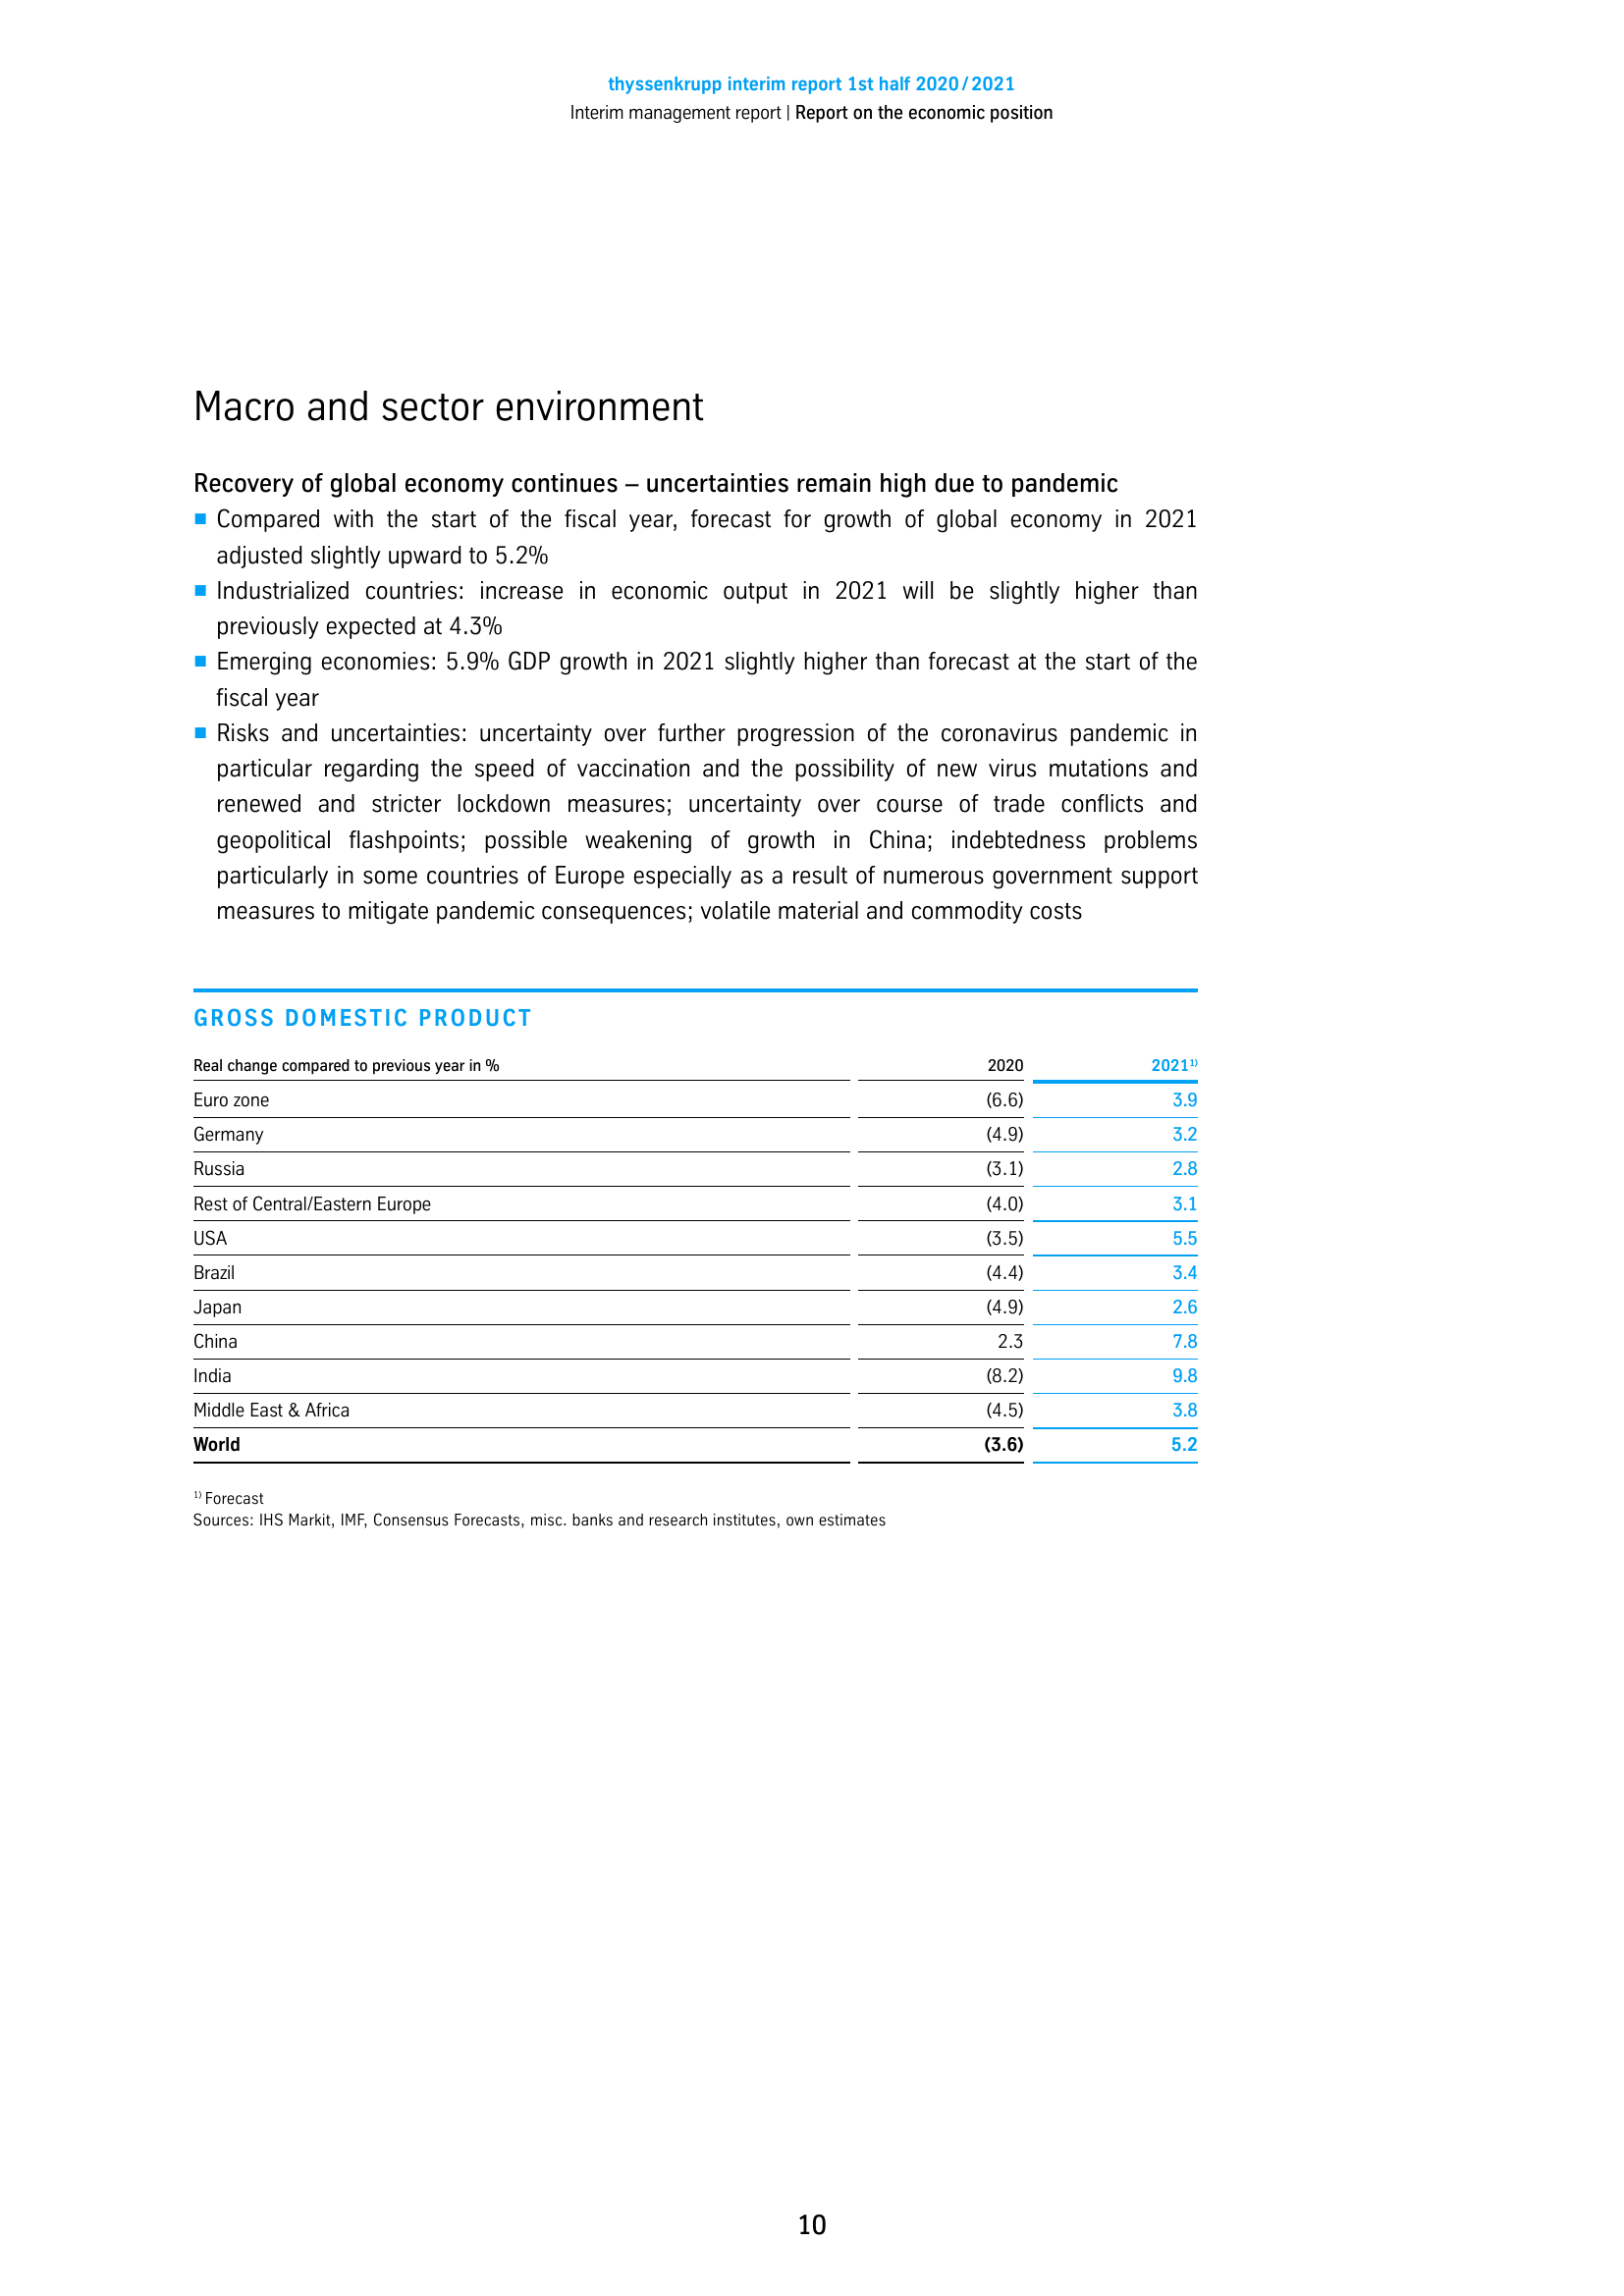 thyssenkrupp interim report 1st half 2020 / 2021
Interim management report | Report on the economic position
Macro and sector environment
Recovery of global economy continues – uncertainties remain high due to pandemic
■ Compared with the start of the fiscal year, forecast for growth of global economy in 2021
adjusted slightly upward to 5.2%
■ Industrialized countries: increase in economic output in 2021 will be slightly higher than
previously expected at 4.3%
■ Emerging economies: 5.9% GDP growth in 2021 slightly higher than forecast at the start of the
fiscal year
■ Risks and uncertainties: uncertainty over further progression of the coronavirus pandemic in
particular regarding the speed of vaccination and the possibility of new virus mutations and
renewed and stricter lockdown measures; uncertainty over course of trade conflicts and
geopolitical flashpoints; possible weakening of growth in China; indebtedness problems
particularly in some countries of Europe especially as a result of numerous government support
measures to mitigate pandemic consequences; volatile material and commodity costs
GROSS DOMESTIC PRODUCT
Real change compared to previous year in % 2020 2021¹⁾
Euro zone (6.6) 3.9
Germany (4.9) 3.2
Russia (3.1) 2.8
Rest of Central/Eastern Europe (4.0) 3.1
USA (3.5) 5.5
Brazil (4.4) 3.4
Japan (4.9) 2.6
China 2.3 7.8
India (8.2) 9.8
Middle East & Africa (4.5) 3.8
World (3.6) 5.2
¹⁾ Forecast
Sources: IHS Markit, IMF, Consensus Forecasts, misc. banks and research institutes, own estimates
10